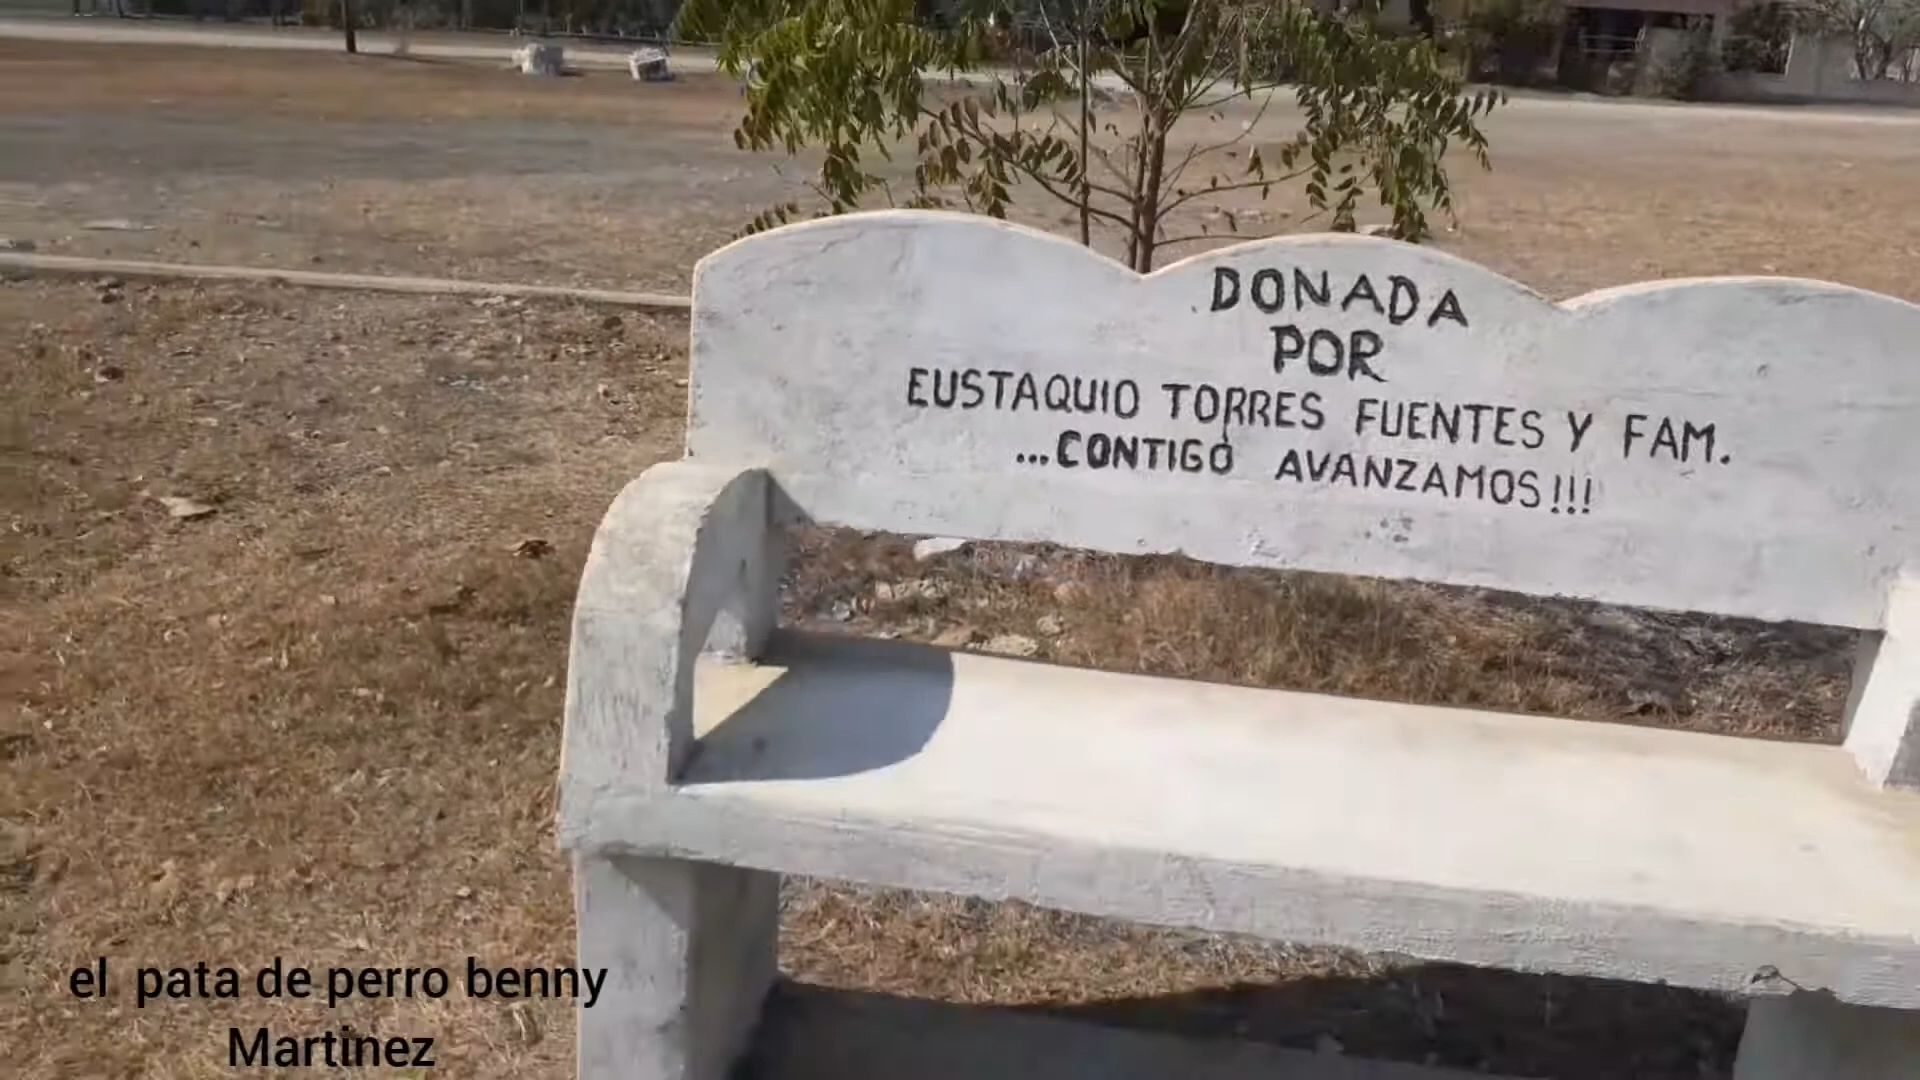 DONADA
POR
EUSTAQUIO TORRES FUENTES Y FAM.
...CONTIGO AVANZAMOS!!!
el pata de perro benny
Martinez